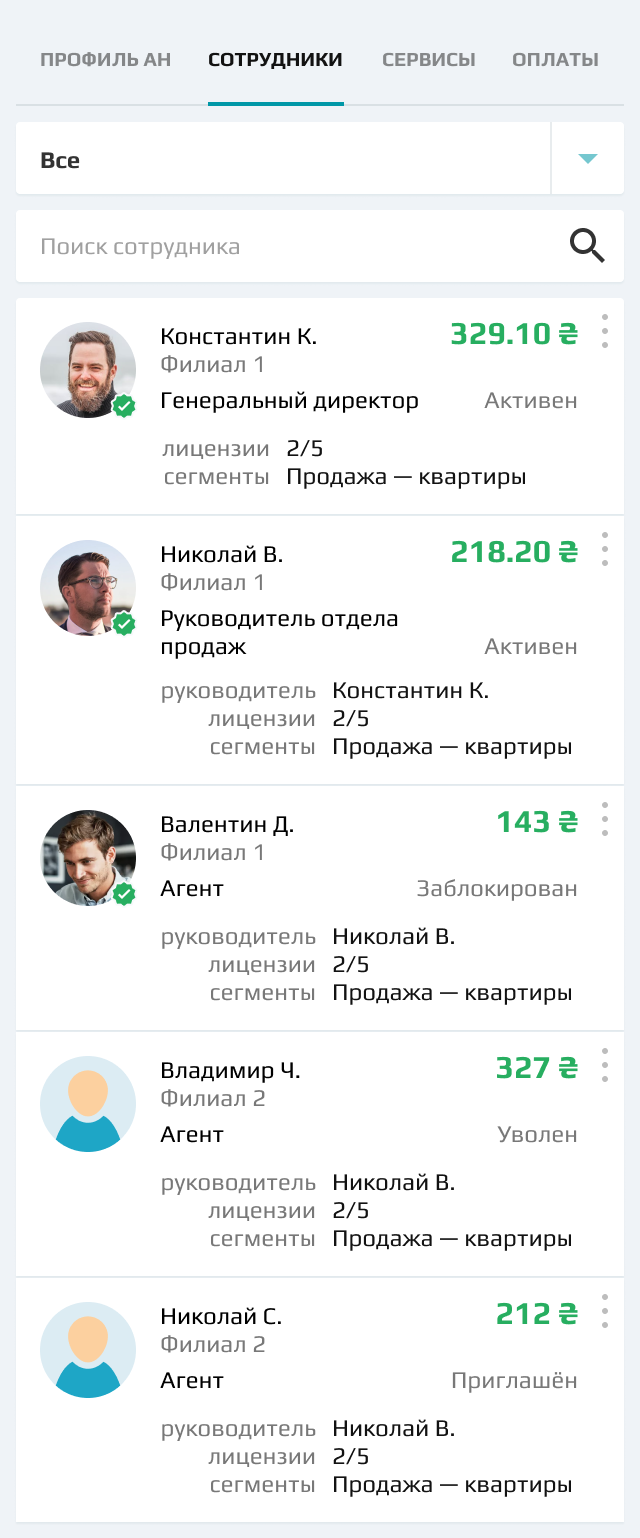 ПРОФИЛЬ АН СОТРУДНИКИ СЕРВИСЫ ОПЛАТЫ
Все
Поиск сотрудника
Константин К. 329.10 ₴
Филиал 1
Генеральный директор Активен
лицензии 2/5
сегменты Продажа — квартиры
Николай В. 218.20 ₴
Филиал 1
Руководитель отдела
продаж Активен
руководитель Константин К.
лицензии 2/5
сегменты Продажа — квартиры
Валентин Д. 143 ₴
Филиал 1
Агент Заблокирован
руководитель Николай В.
лицензии 2/5
сегменты Продажа — квартиры
Владимир Ч. 327 ₴
Филиал 2
Агент Уволен
руководитель Николай В.
лицензии 2/5
сегменты Продажа — квартиры
Николай С. 212 ₴
Филиал 2
Агент Приглашён
руководитель Николай В.
лицензии 2/5
сегменты Продажа — квартиры